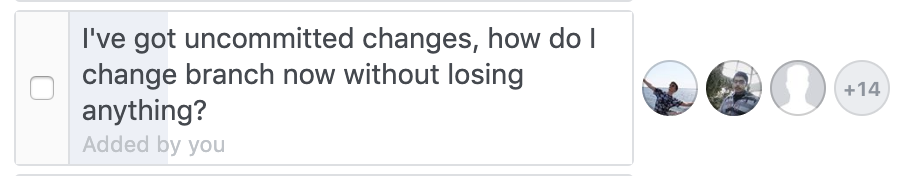 I've got uncommitted changes, how do I
change branch now without losing
anything?
Added by you
+14